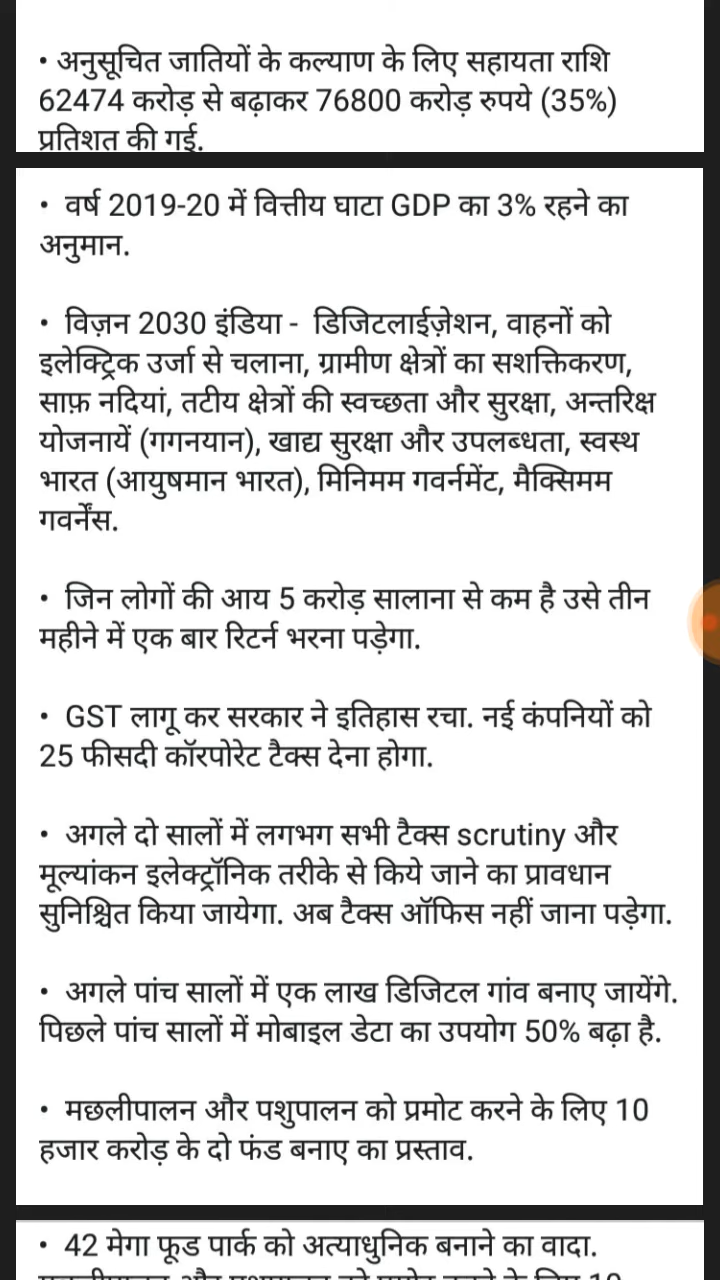 • अनुसूचित जातियों के कल्याण के लिए सहायता राशि
62474 करोड़ से बढ़ाकर 76800 करोड़ रुपये (35%)
प्रतिशत की गई.
• वर्ष 2019-20 में वित्तीय घाटा GDP का 3% रहने का
अनुमान.
• विज़न 2030 इंडिया - डिजिटलाईज़ेशन, वाहनों को
इलेक्ट्रिक उर्जा से चलाना, ग्रामीण क्षेत्रों का सशक्तिकरण,
साफ़ नदियां, तटीय क्षेत्रों की स्वच्छता और सुरक्षा, अन्तरिक्ष
योजनायें (गगनयान), खाद्य सुरक्षा और उपलब्धता, स्वस्थ
भारत (आयुषमान भारत), मिनिमम गवर्नमेंट, मैक्सिमम
गवर्नेंस.
• जिन लोगों की आय 5 करोड़ सालाना से कम है उसे तीन
महीने में एक बार रिटर्न भरना पड़ेगा.
• GST लागू कर सरकार ने इतिहास रचा. नई कंपनियों को
25 फीसदी कॉरपोरेट टैक्स देना होगा.
• अगले दो सालों में लगभग सभी टैक्स scrutiny और
मूल्यांकन इलेक्ट्रॉनिक तरीके से किये जाने का प्रावधान
सुनिश्चित किया जायेगा. अब टैक्स ऑफिस नहीं जाना पड़ेगा.
• अगले पांच सालों में एक लाख डिजिटल गांव बनाए जायेंगे.
पिछले पांच सालों में मोबाइल डेटा का उपयोग 50% बढ़ा है.
• मछलीपालन और पशुपालन को प्रमोट करने के लिए 10
हजार करोड़ के दो फंड बनाए का प्रस्ताव.
• 42 मेगा फूड पार्क को अत्याधुनिक बनाने का वादा.